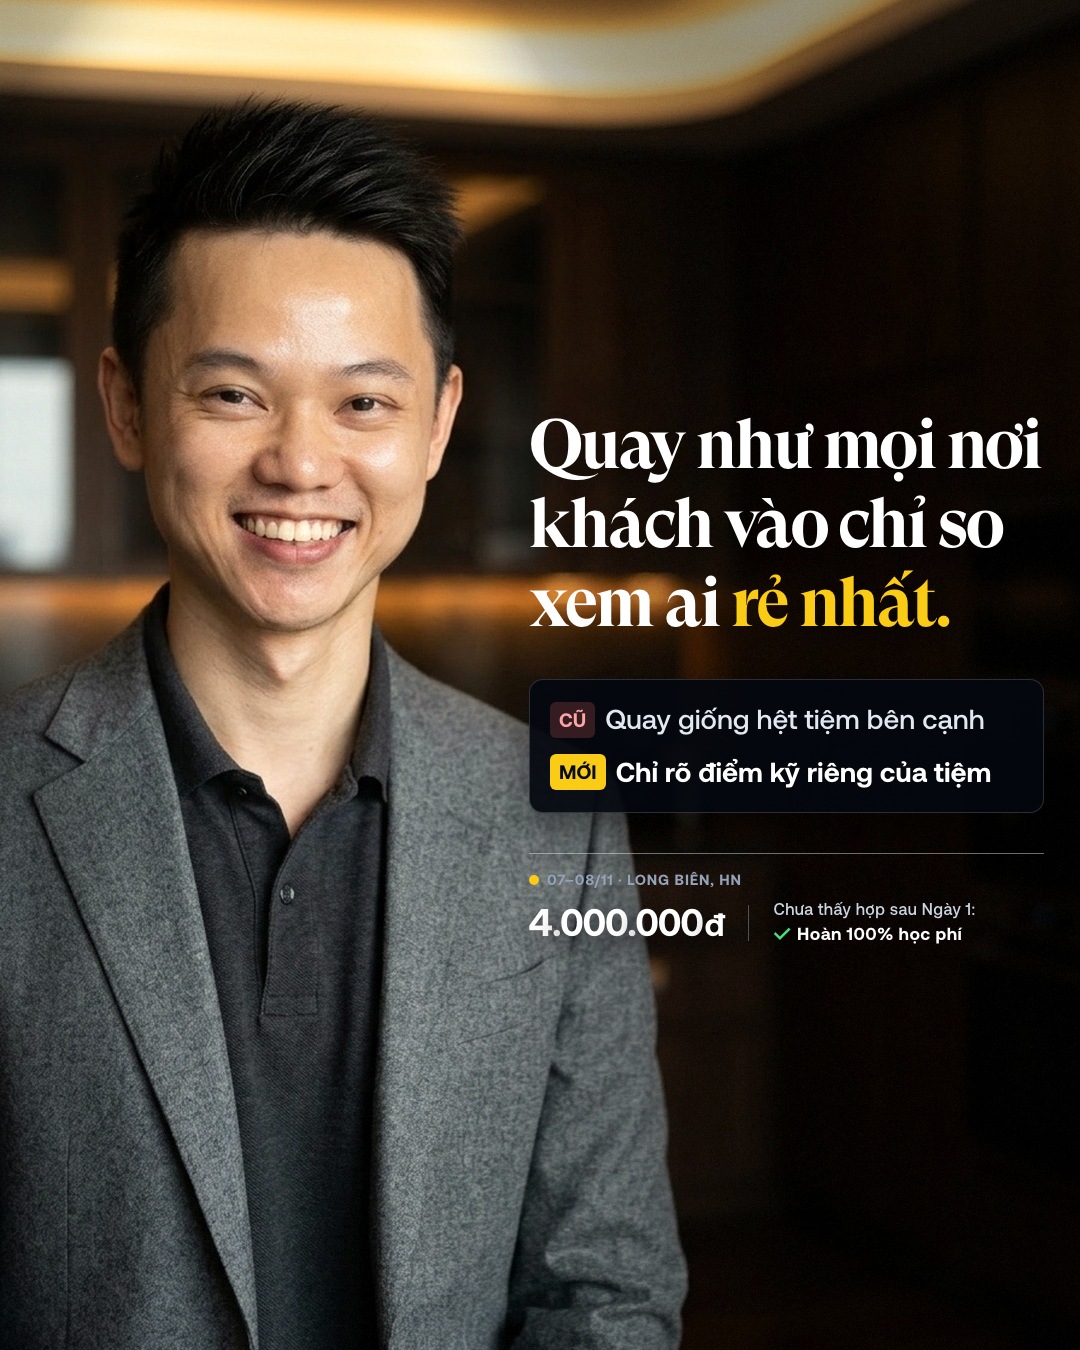 Quay như mọi nơi
khách vào chỉ so
xem ai rẻ nhất.
CŨ Quay giống hệt tiệm bên cạnh
MỚI Chỉ rõ điểm kỹ riêng của tiệm
07–08/11 · LONG BIÊN, HN
4.000.000đ
Chưa thấy hợp sau Ngày 1:
✓ Hoàn 100% học phí